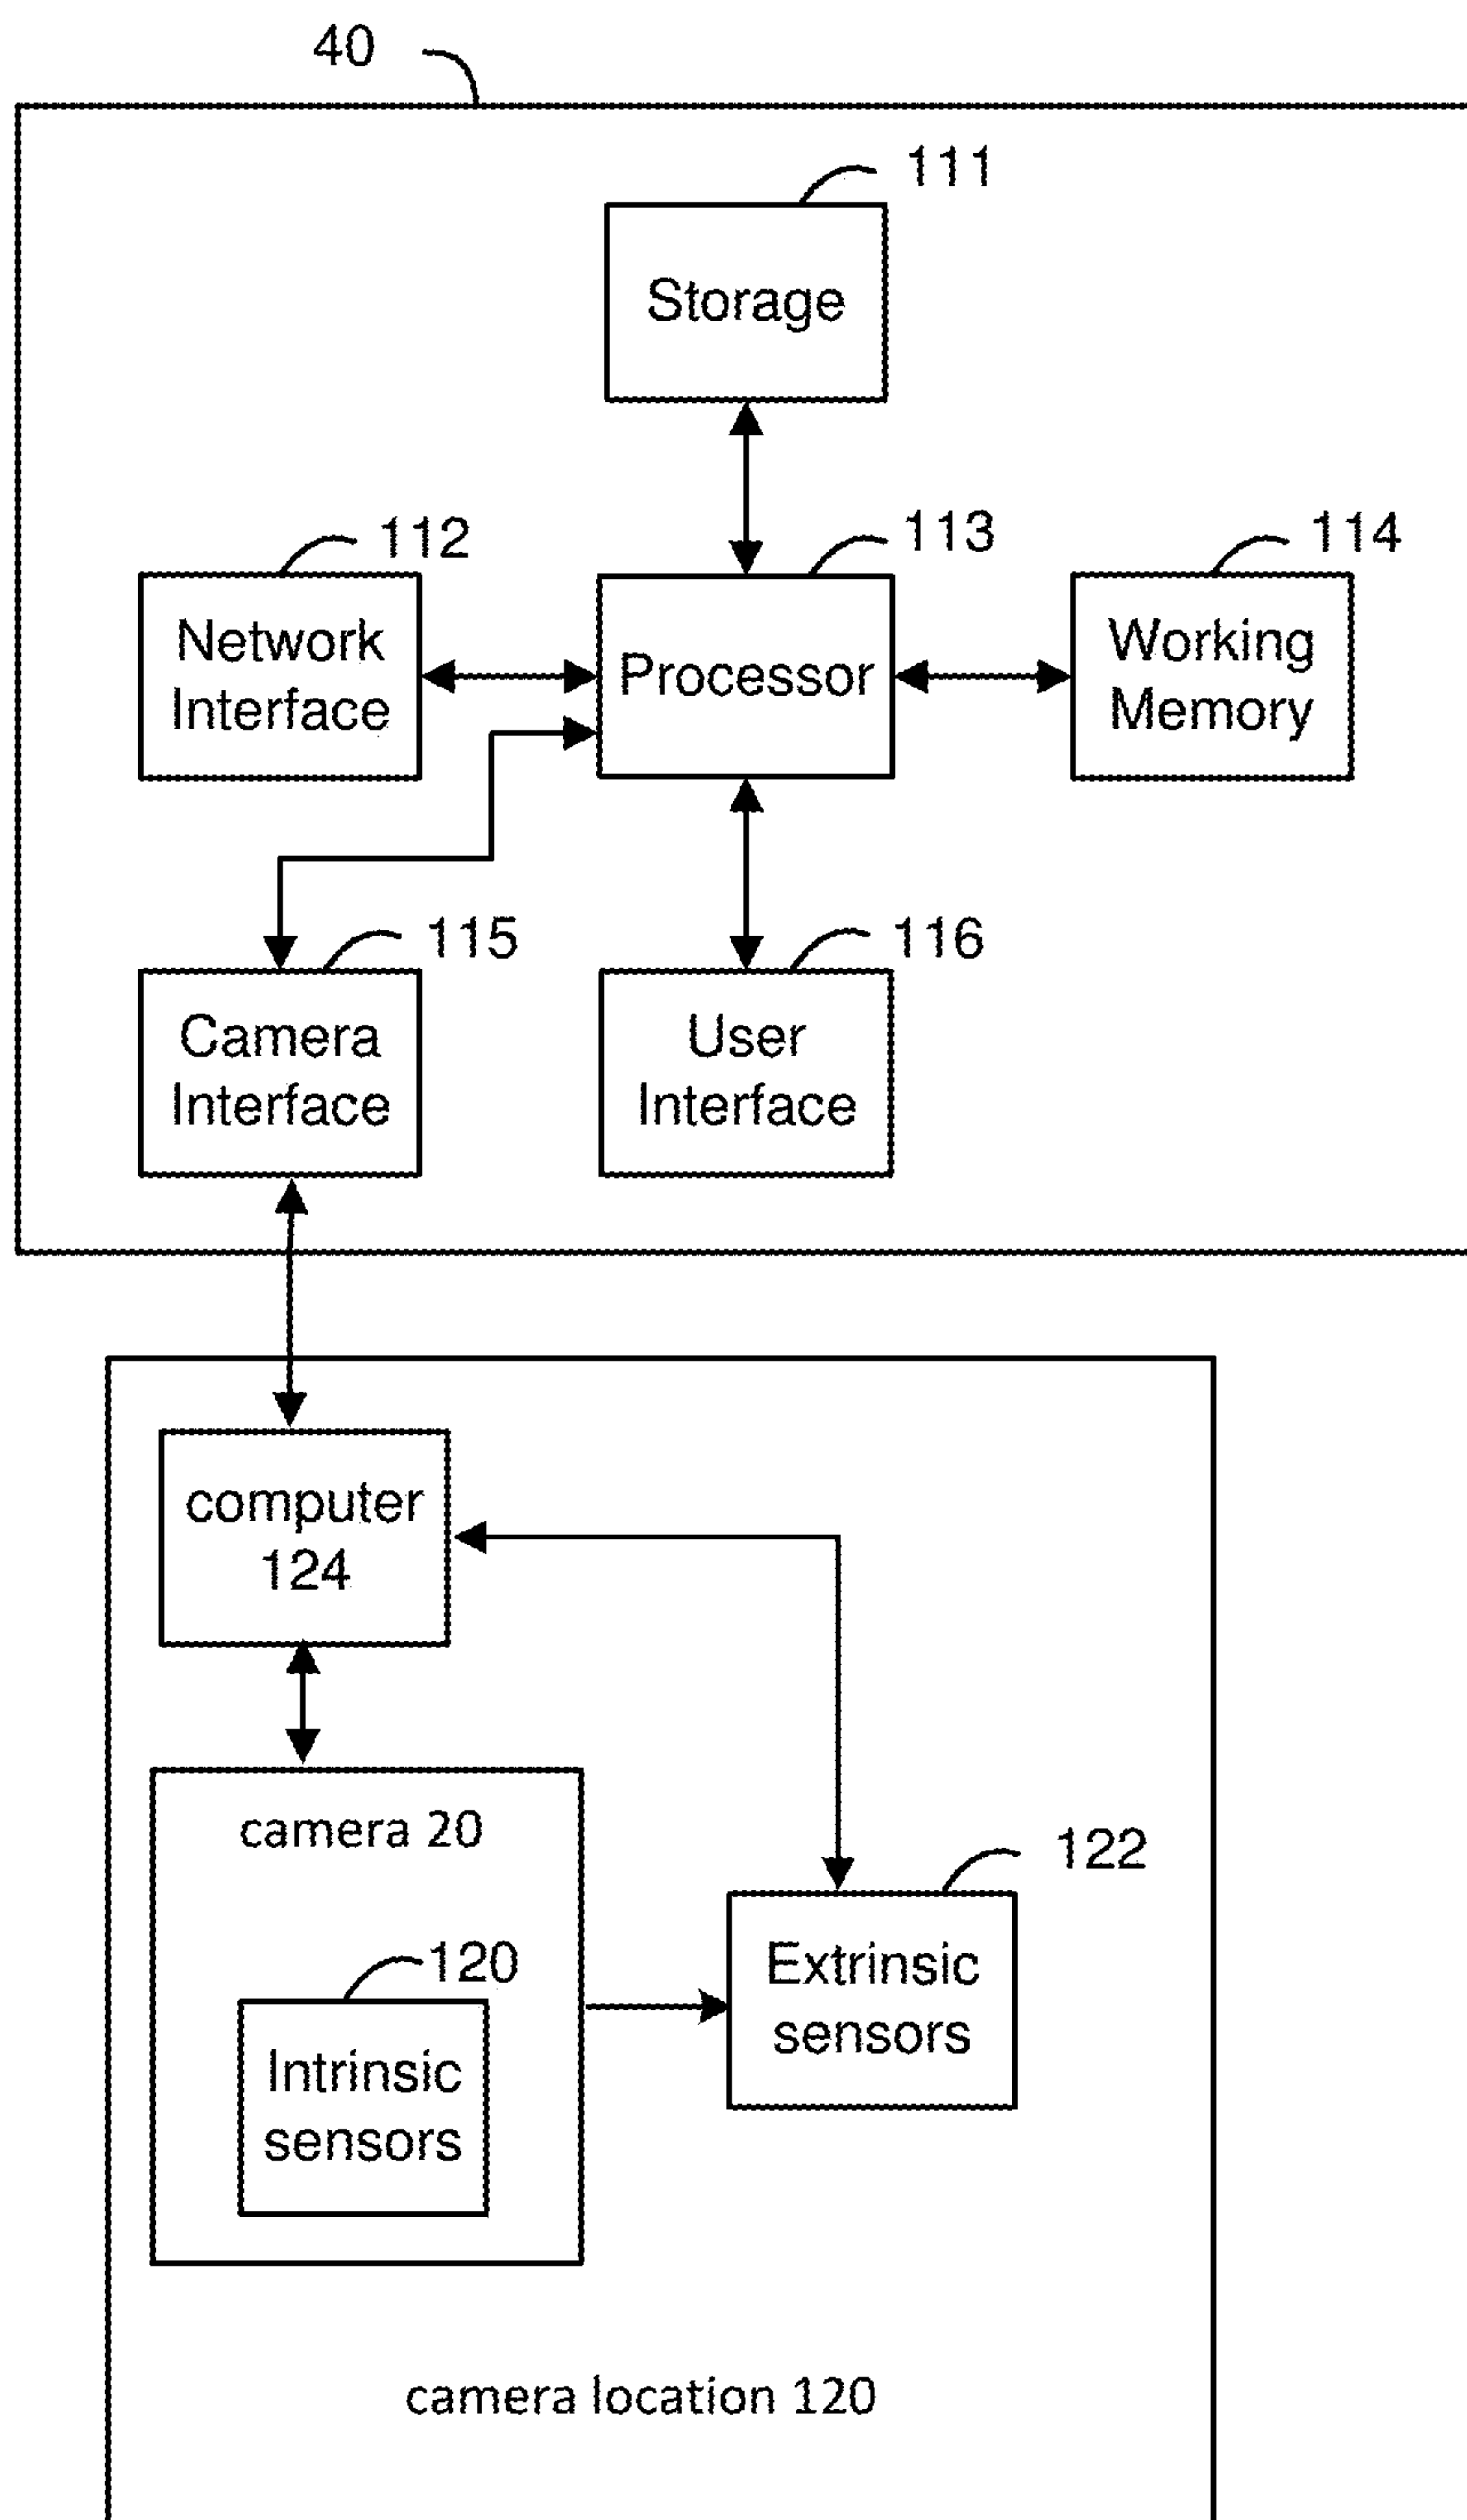 40
111
Storage
112
113
114
Network
Interface
Processor
Working
Memory
115
116
Camera
Interface
User
Interface
computer
124
camera 20
122
120
Extrinsic
sensors
Intrinsic
sensors
camera location 120